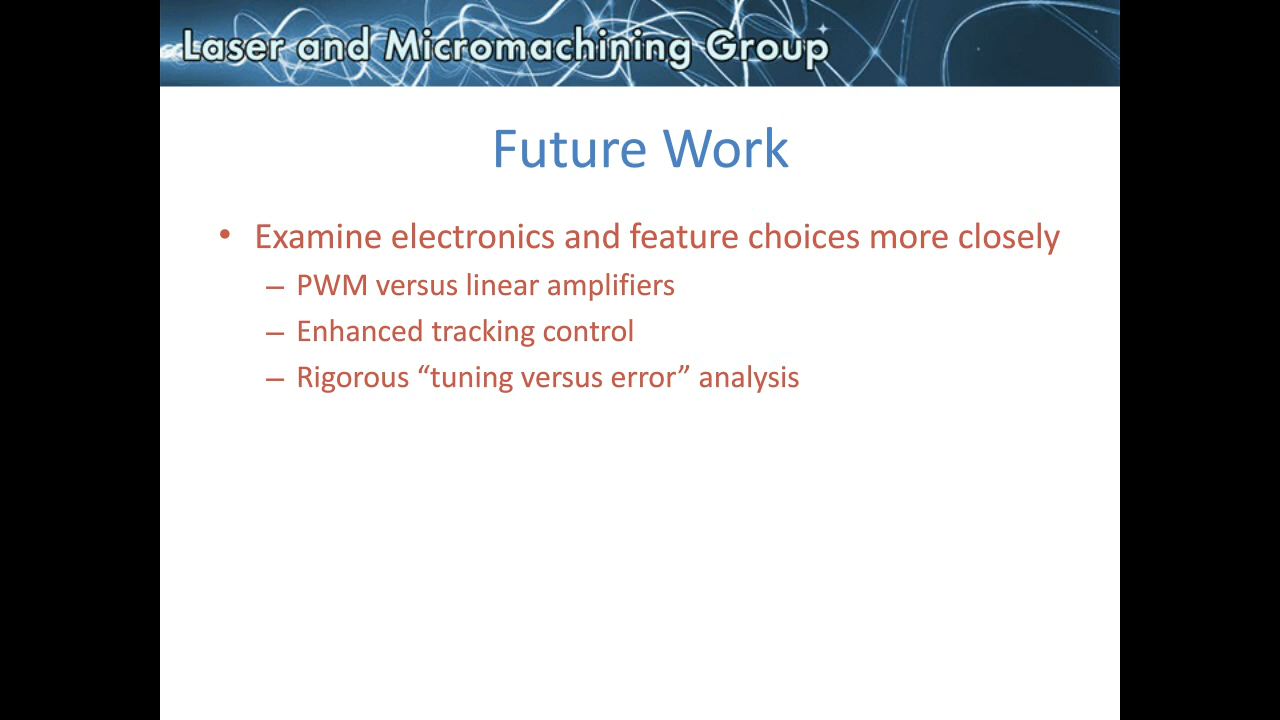 Laser and Micromachining Group
Future Work
• Examine electronics and feature choices more closely
– PWM versus linear amplifiers
– Enhanced tracking control
– Rigorous “tuning versus error” analysis